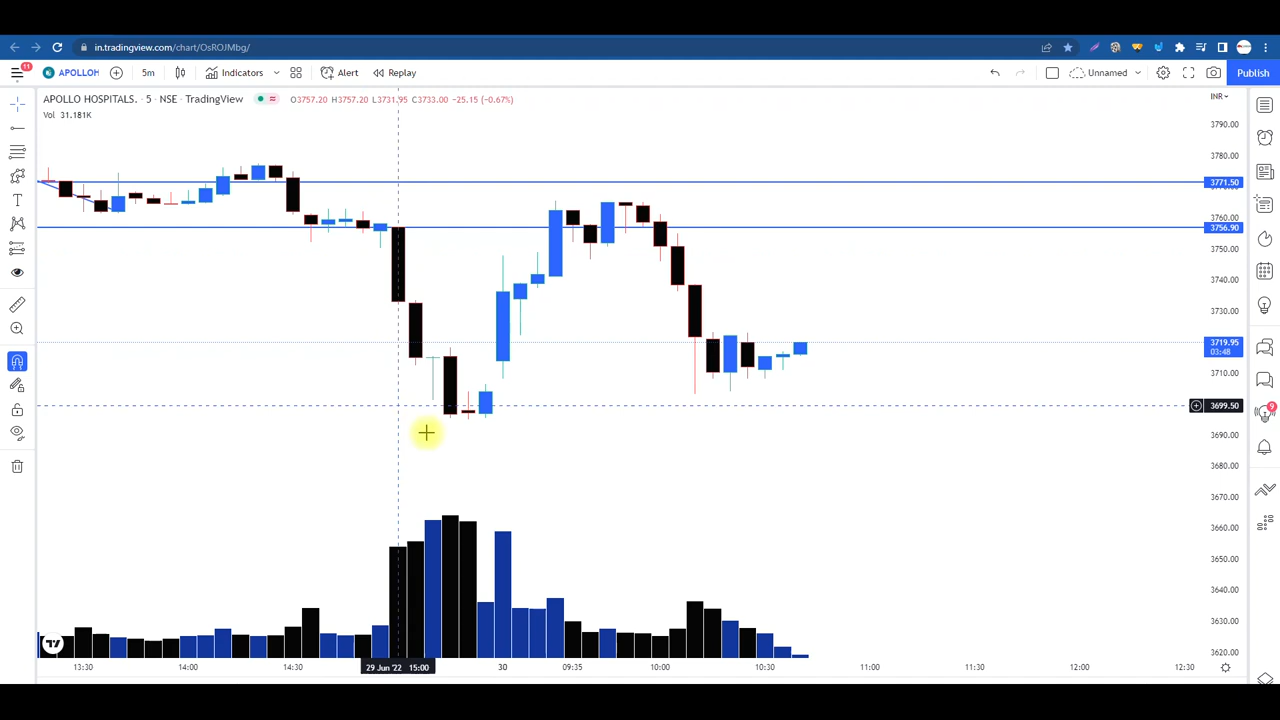 in.tradingview.com/chart/OsROJMbg/
11
APOLLOH
5m
Indicators
Alert
Replay
Unnamed
Publish
APOLLO HOSPITALS. · 5 · NSE · TradingView
O3757.20 H3757.20 L3731.95 C3733.00 −25.15 (−0.67%)
INR
Vol 31.181K
3790.00
3780.00
3771.50
3760.00
3756.90
3750.00
3740.00
3730.00
3719.95
03:48
3710.00
3699.50
9
3690.00
3680.00
3670.00
3660.00
3650.00
3640.00
3630.00
3620.00
13:30
14:00
14:30
29 Jun '22 15:00
30
09:35
10:00
10:30
11:00
11:30
12:00
12:30